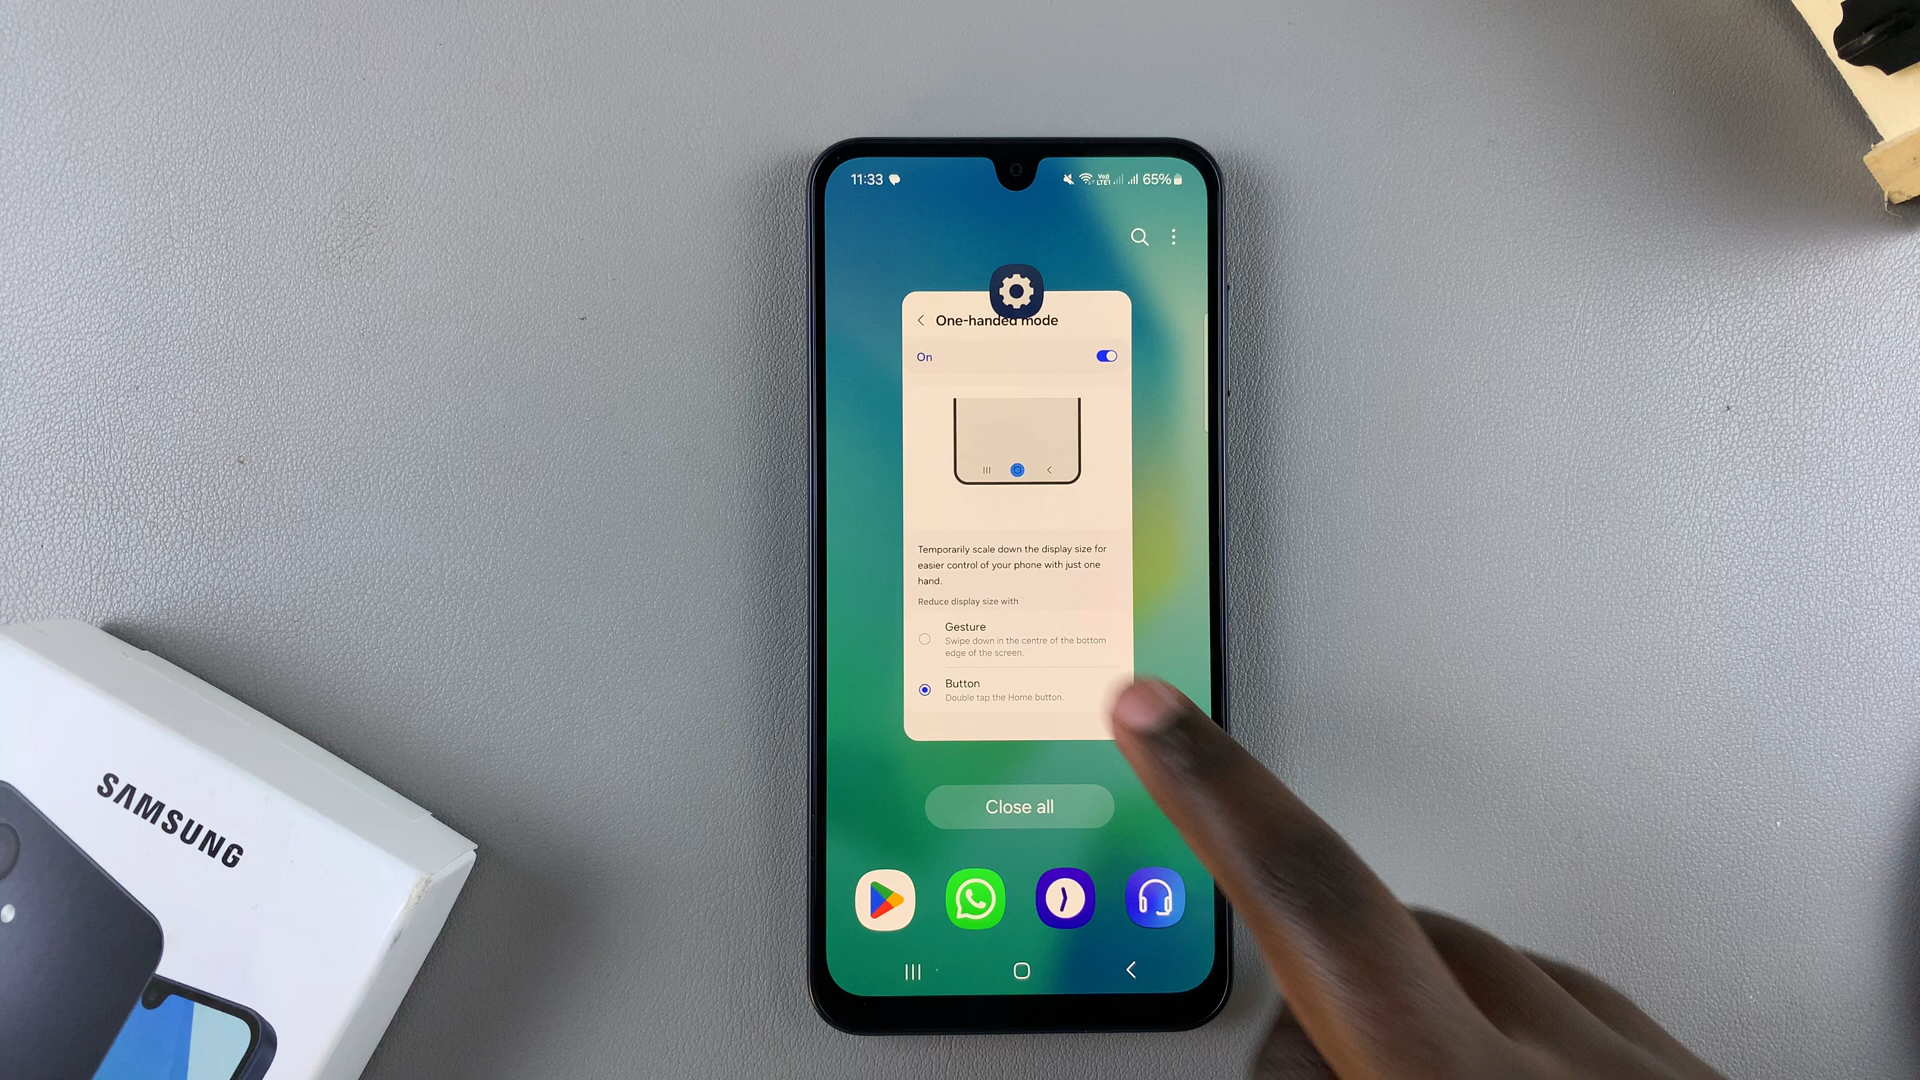 11:33
Vo)) LTE1
65%
One-handed mode
On
Temporarily scale down the display size for
easier control of your phone with just one
hand.
Reduce display size with
Gesture
Swipe down in the centre of the bottom
edge of the screen.
Button
Double tap the Home button.
Close all
SAMSUNG